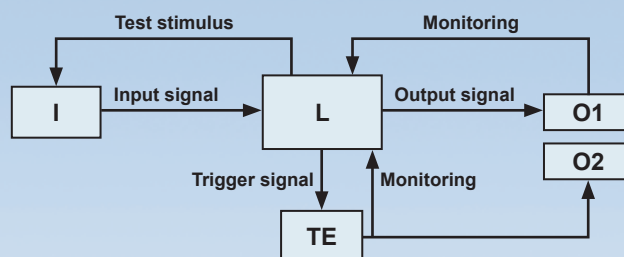 Test stimulus
Monitoring
I
Input signal
L
Output signal
O1
O2
Trigger signal
Monitoring
TE